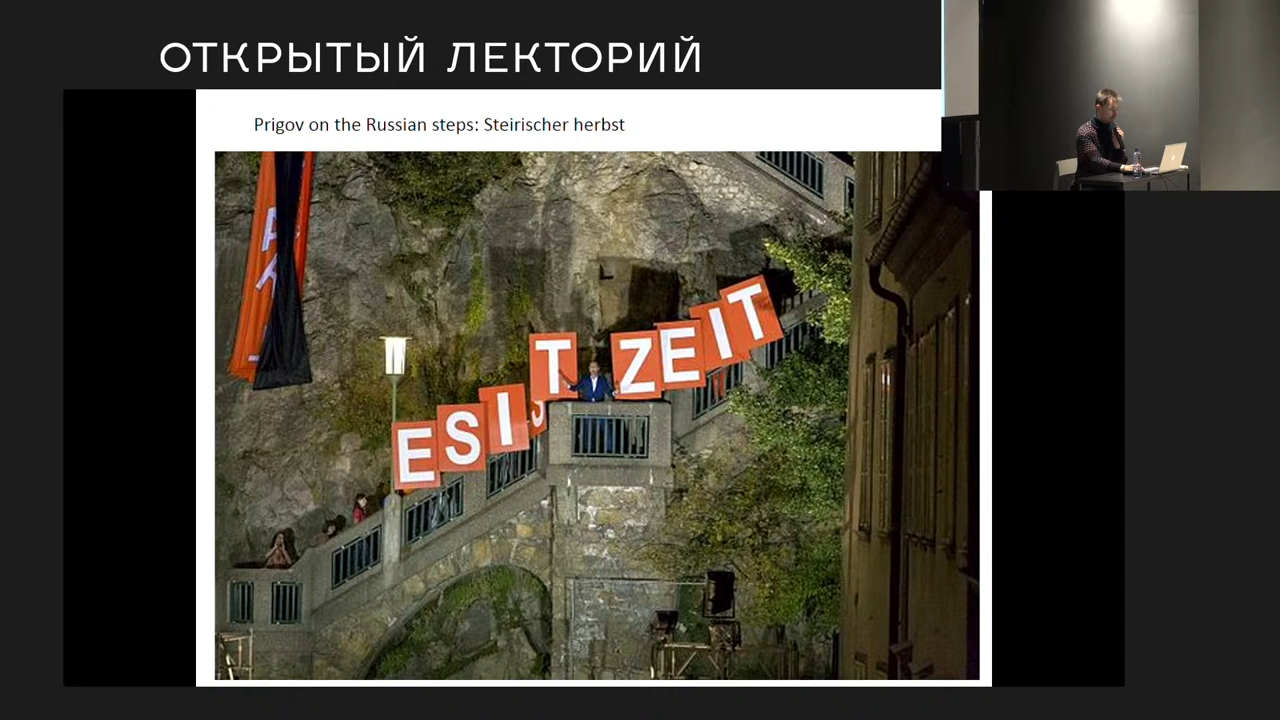 ОТКРЫТЫЙ ЛЕКТОРИЙ
Prigov on the Russian steps: Steirischer herbst
ES IST ZEIT